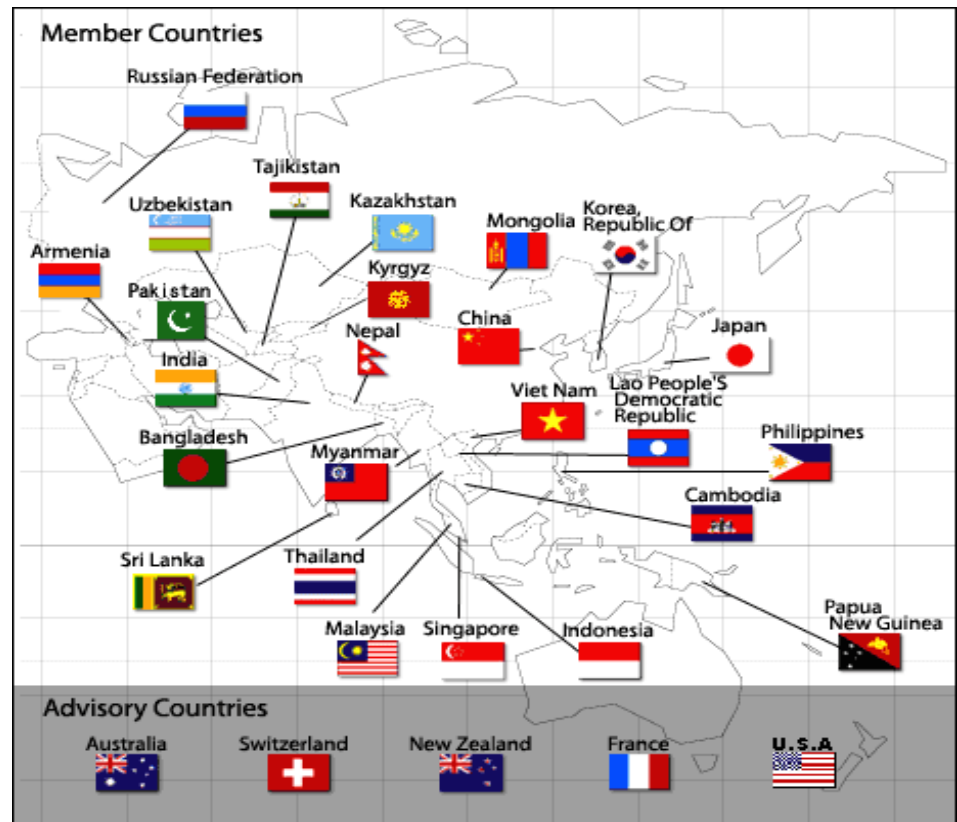 Member Countries
Russian Federation
Tajikistan
Uzbekistan
Kazakhstan
Mongolia
Korea,
Republic Of
Armenia
Kyrgyz
Pakistan
China
Japan
Nepal
India
Viet Nam
Lao People'S
Democratic
Republic
Bangladesh
Myanmar
Philippines
Cambodia
Sri Lanka
Thailand
Papua
New Guinea
Malaysia
Singapore
Indonesia
Advisory Countries
Australia
Switzerland
New Zealand
France
U.S.A